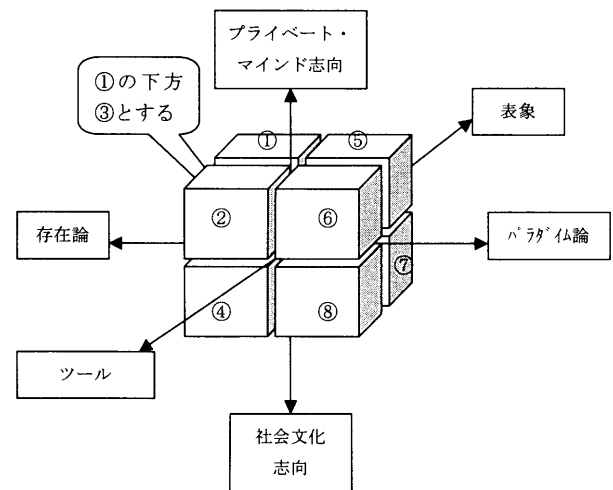 プライベート・
マインド志向
①の下方
③とする
表象
①
⑤
②
⑥
存在論
パラダイム論
⑦
④
⑧
ツール
社会文化
志向